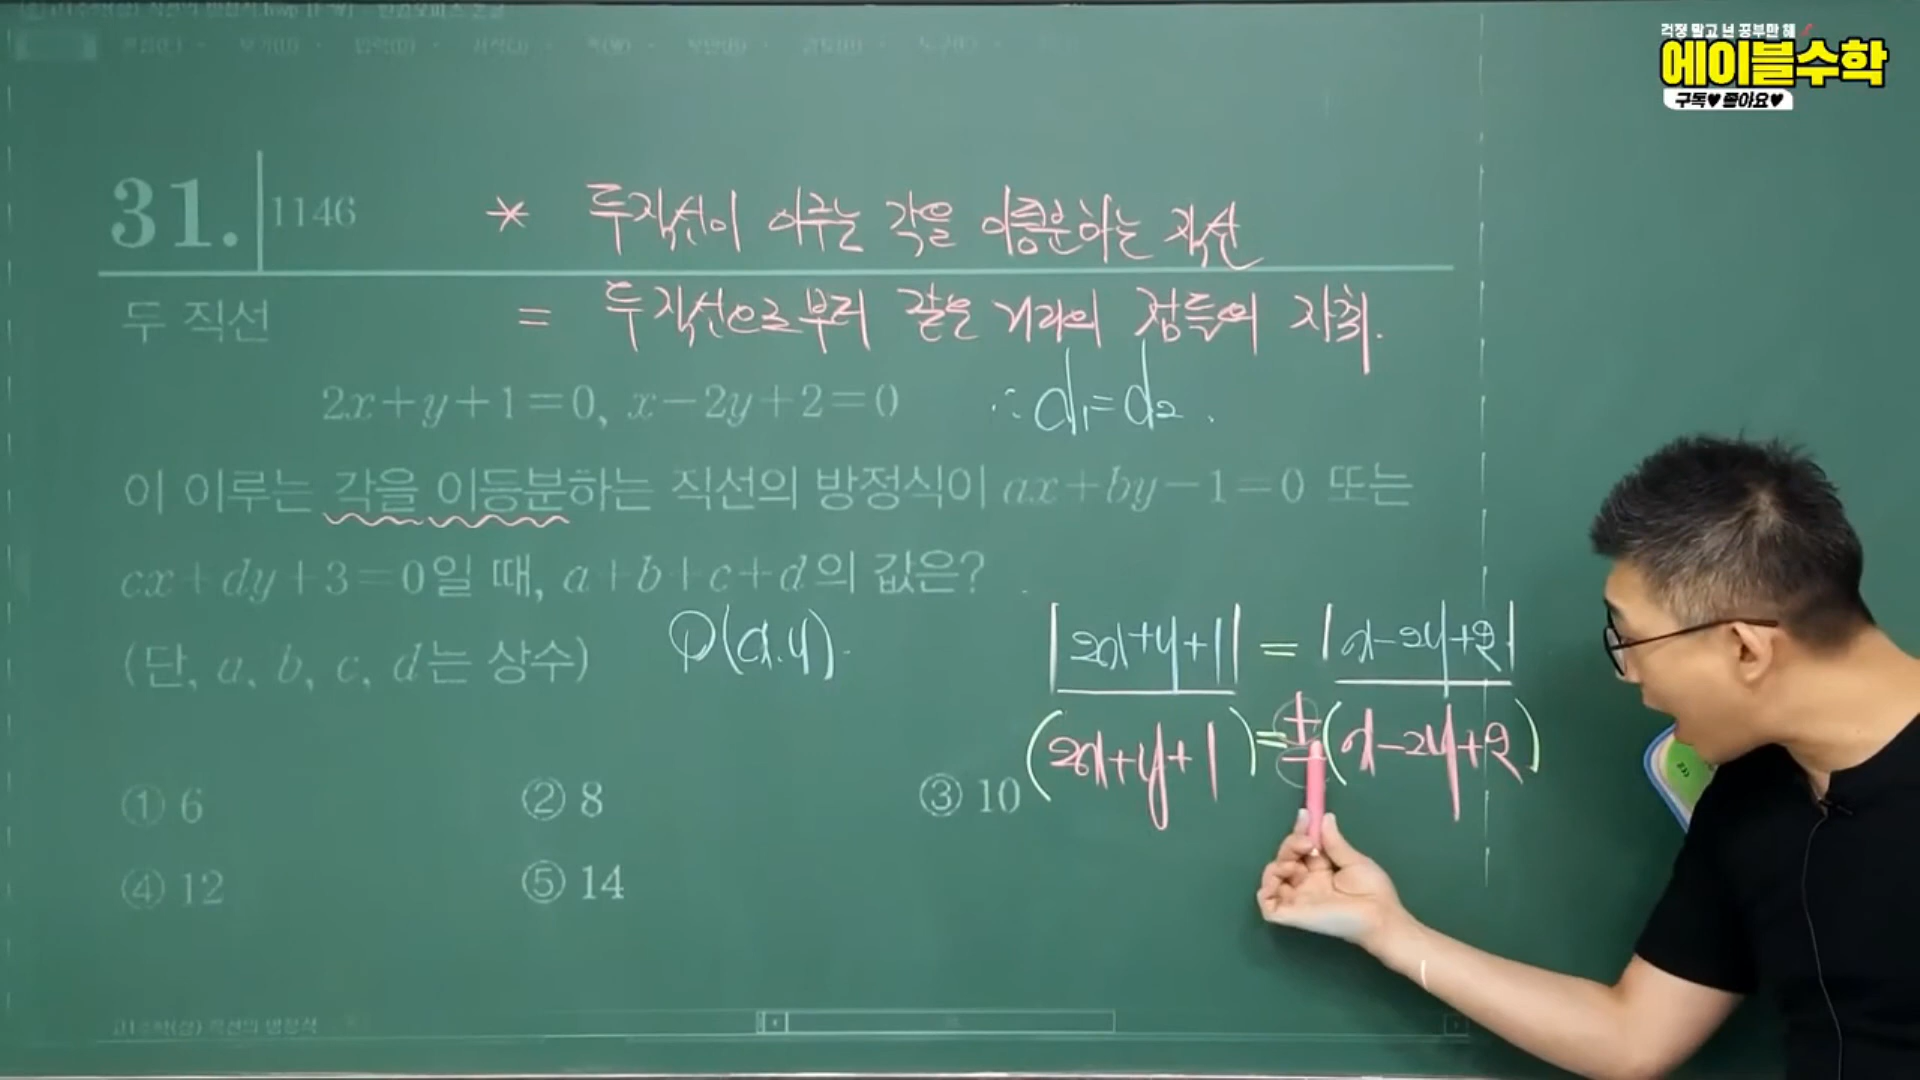 걱정 말고 넌 공부만 해
에이블수학
구독♥ 좋아요♥
31. 1146
* 두직선이 이루는 각을 이등분하는 직선
= 두직선으로부터 같은 거리의 점들의 자취.
두 직선
2x+y+1=0, x-2y+2=0
∴ d₁=d₂.
이 이루는 각을 이등분하는 직선의 방정식이 ax+by-1=0 또는
cx+dy+3=0일 때, a+b+c+d의 값은?
(단, a, b, c, d는 상수)
P(x.y).
|2x+y+1| = |x-2y+2|
(2x+y+1)=±(x-2y+2)
① 6
② 8
③ 10
④ 12
⑤ 14